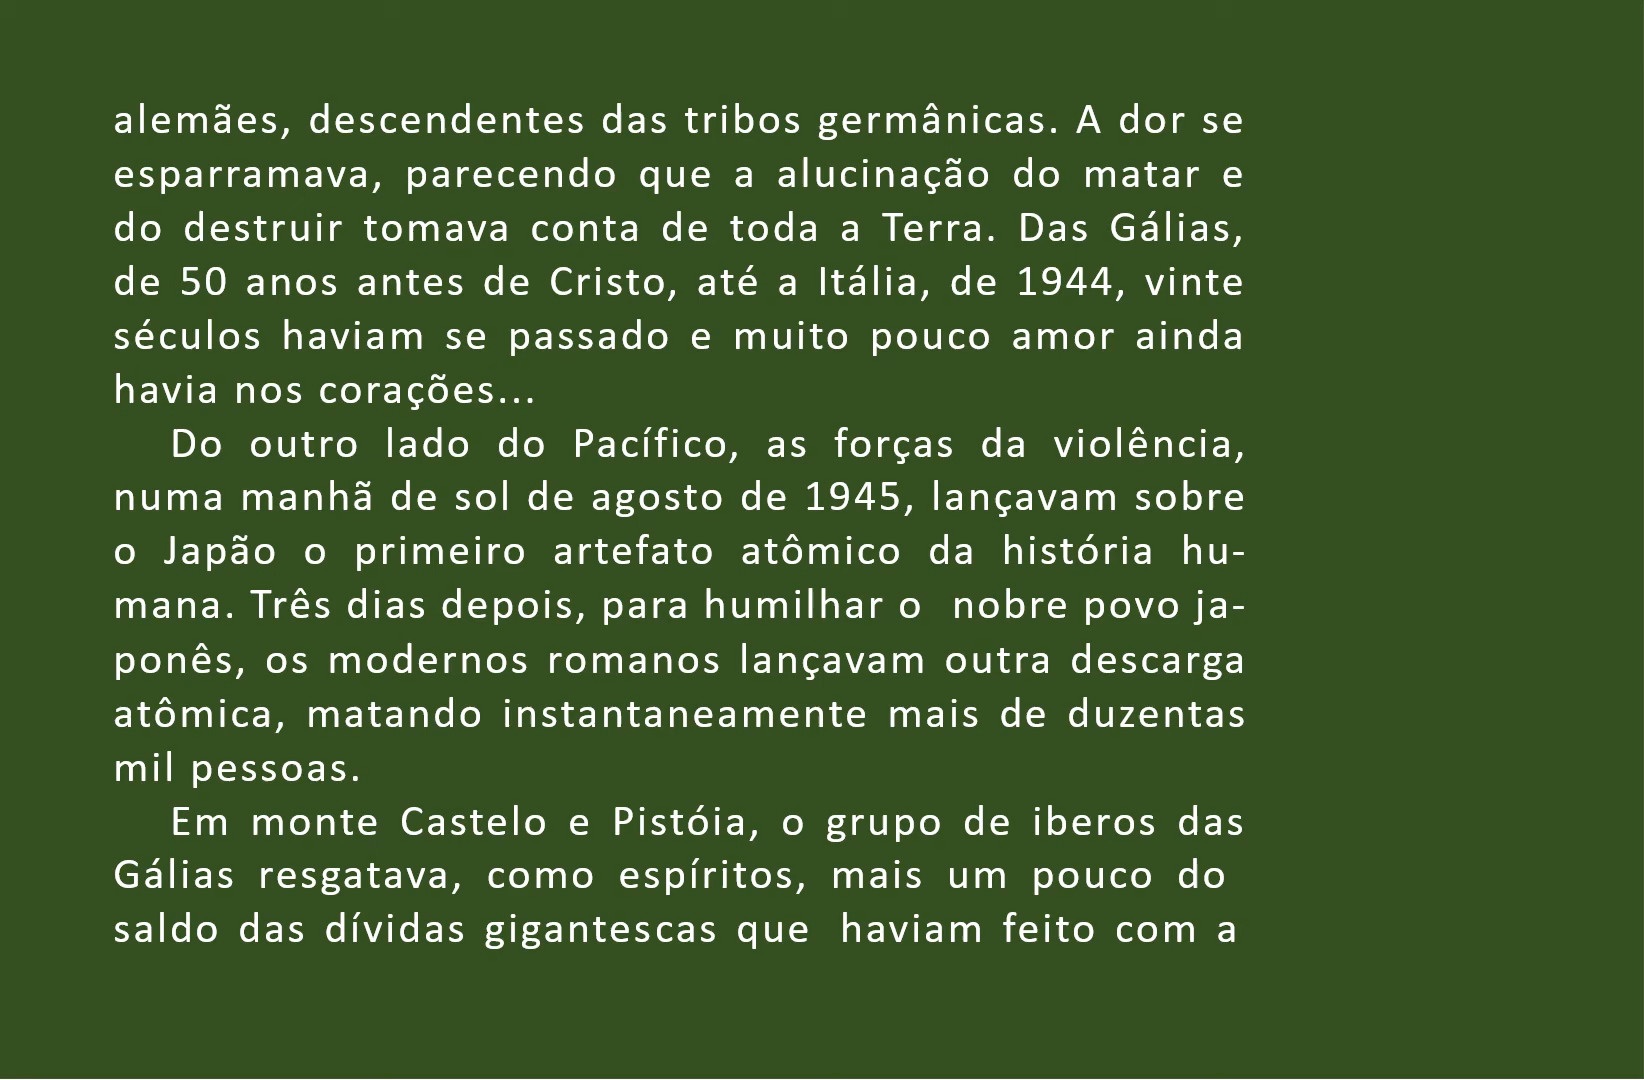 alemães, descendentes das tribos germânicas. A dor se
esparramava, parecendo que a alucinação do matar e
do destruir tomava conta de toda a Terra. Das Gálias,
de 50 anos antes de Cristo, até a Itália, de 1944, vinte
séculos haviam se passado e muito pouco amor ainda
havia nos corações...
Do outro lado do Pacífico, as forças da violência,
numa manhã de sol de agosto de 1945, lançavam sobre
o Japão o primeiro artefato atômico da história hu-
mana. Três dias depois, para humilhar o nobre povo ja-
ponês, os modernos romanos lançavam outra descarga
atômica, matando instantaneamente mais de duzentas
mil pessoas.
Em monte Castelo e Pistóia, o grupo de iberos das
Gálias resgatava, como espíritos, mais um pouco do
saldo das dívidas gigantescas que haviam feito com a